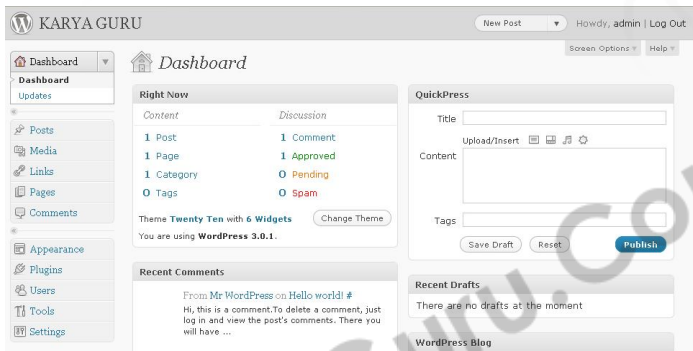 KARYA GURU
New Post
Howdy, admin | Log Out
Screen Options
Help
Dashboard
Dashboard
Updates
Posts
Media
Links
Pages
Comments
Appearance
Plugins
Users
Tools
Settings
Dashboard
Right Now
Content
Discussion
1 Post
1 Comment
1 Page
1 Approved
1 Category
0 Pending
0 Tags
0 Spam
Theme Twenty Ten with 6 Widgets
Change Theme
You are using WordPress 3.0.1.
Recent Comments
From Mr WordPress on Hello world! #
Hi, this is a comment.To delete a comment, just
log in and view the post's comments. There you
will have ...
QuickPress
Title
Upload/Insert
Content
Tags
Save Draft
Reset
Publish
Recent Drafts
There are no drafts at the moment
WordPress Blog